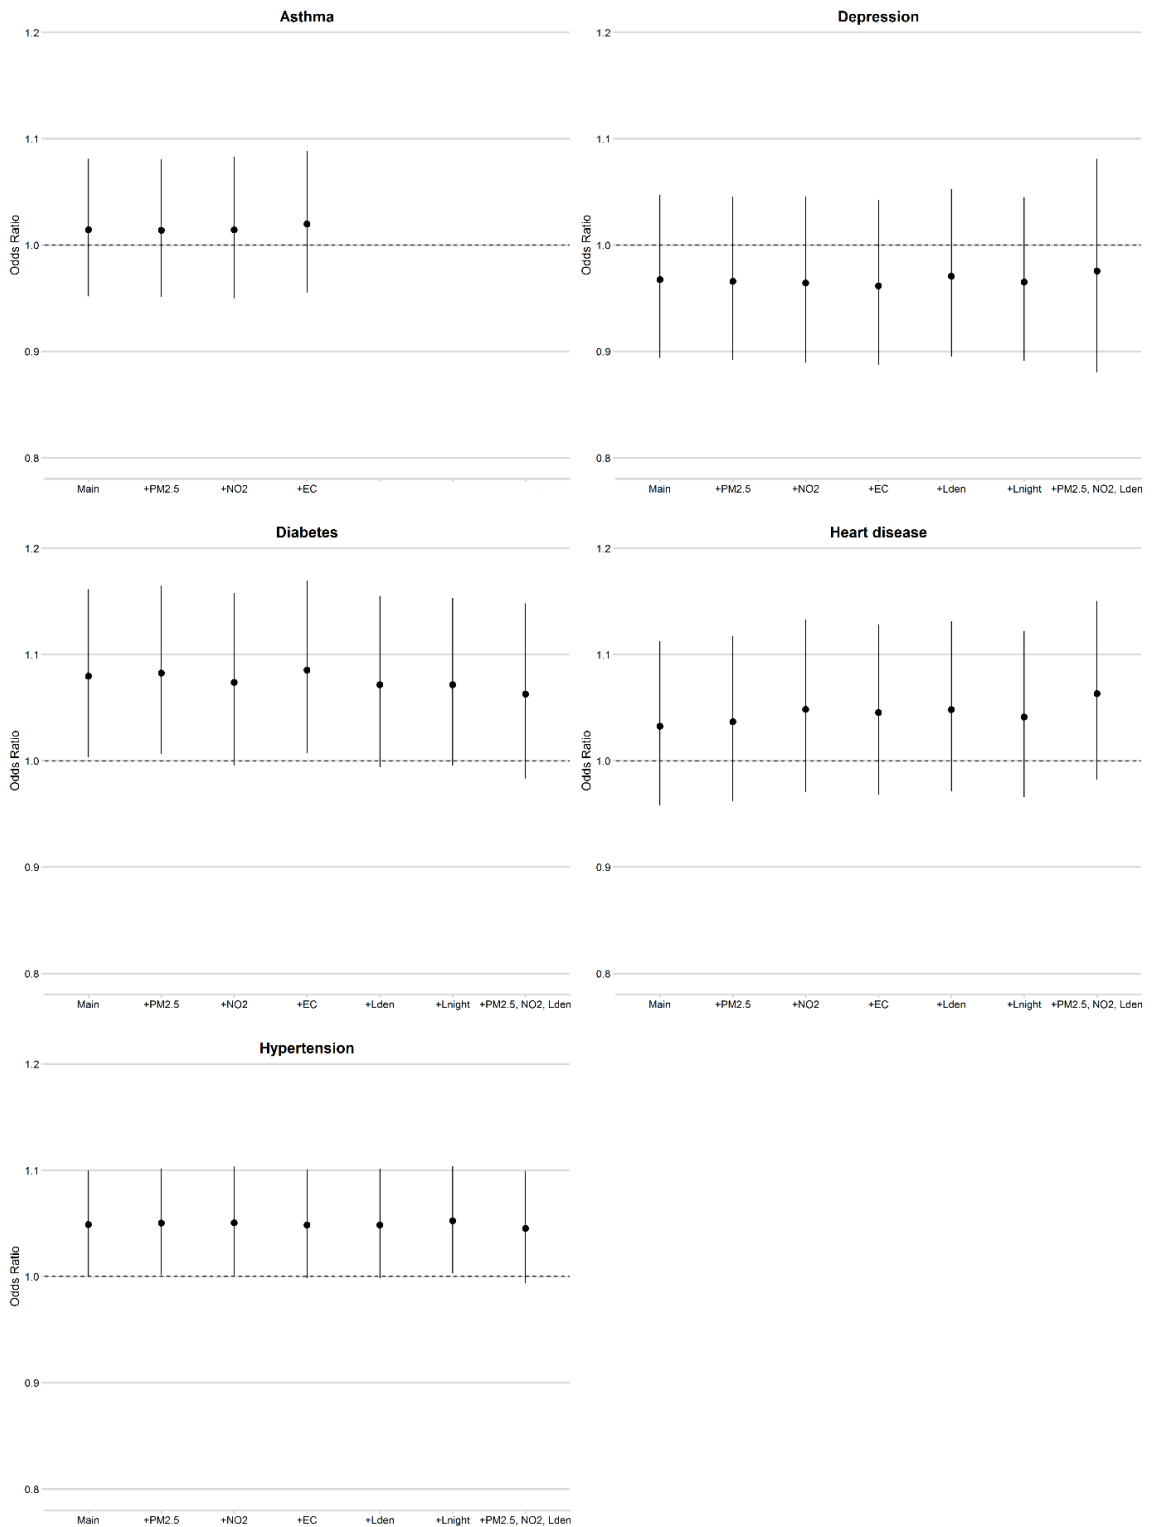 Asthma
1.2
1.1
1.0
0.9
0.8
Odds Ratio
Main +PM2.5 +NO2 +EC
Depression
1.2
1.1
1.0
0.9
0.8
Odds Ratio
Main +PM2.5 +NO2 +EC +Lden +Lnight +PM2.5, NO2, Lden
Diabetes
1.2
1.1
1.0
0.9
0.8
Odds Ratio
Main +PM2.5 +NO2 +EC +Lden +Lnight +PM2.5, NO2, Lden
Heart disease
1.2
1.1
1.0
0.9
0.8
Odds Ratio
Main +PM2.5 +NO2 +EC +Lden +Lnight +PM2.5, NO2, Lden
Hypertension
1.2
1.1
1.0
0.9
0.8
Odds Ratio
Main +PM2.5 +NO2 +EC +Lden +Lnight +PM2.5, NO2, Lden